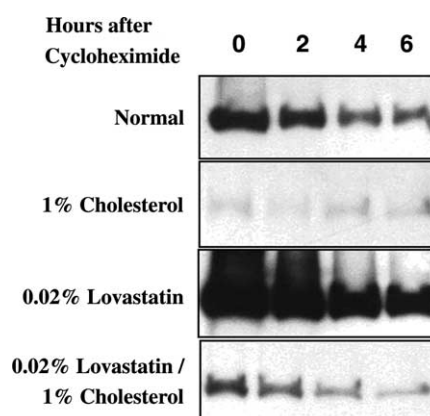 Hours after
Cycloheximide
0 2 4 6
Normal
1% Cholesterol
0.02% Lovastatin
0.02% Lovastatin /
1% Cholesterol